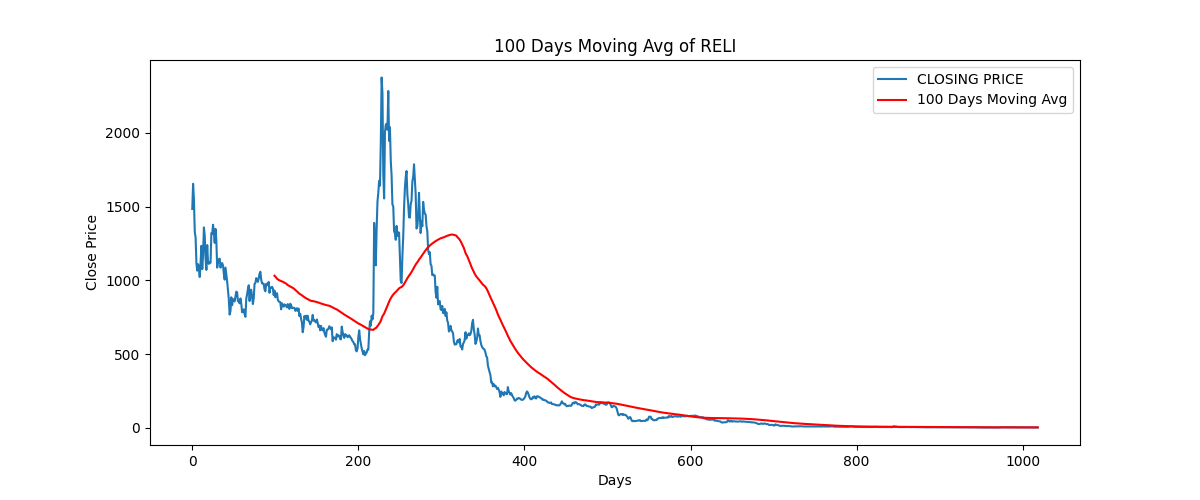 100 Days Moving Avg of RELI
CLOSING PRICE
100 Days Moving Avg
Close Price
2000
1500
1000
500
0
0 200 400 600 800 1000
Days